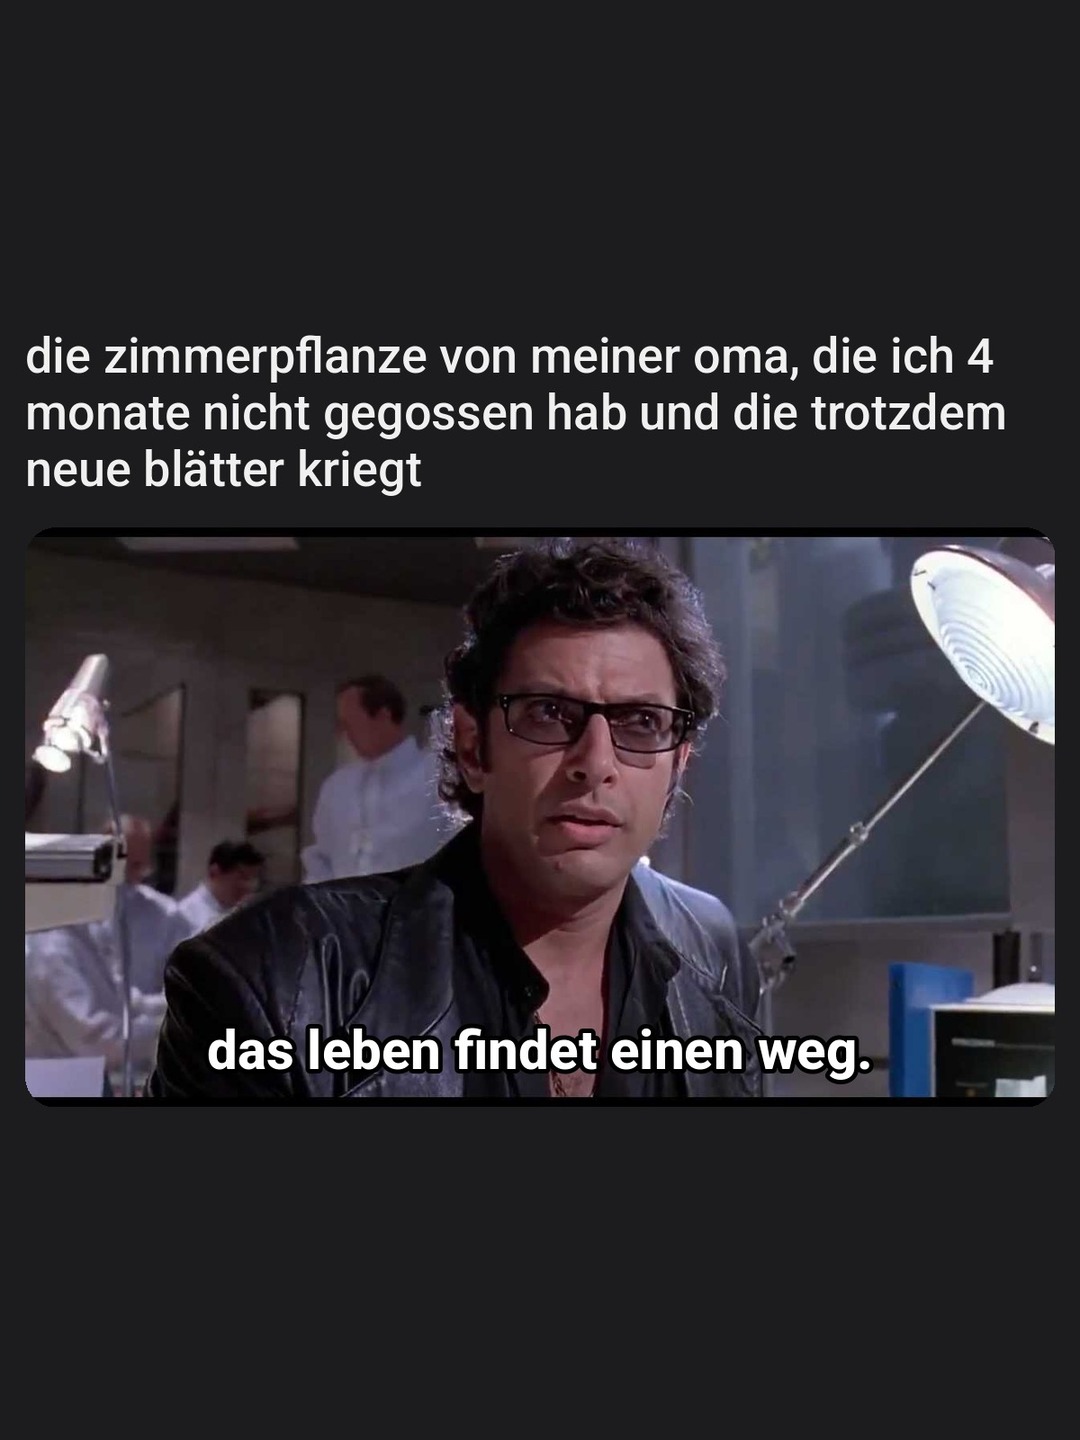 die zimmerpflanze von meiner oma, die ich 4
monate nicht gegossen hab und die trotzdem
neue blätter kriegt
das leben findet einen weg.